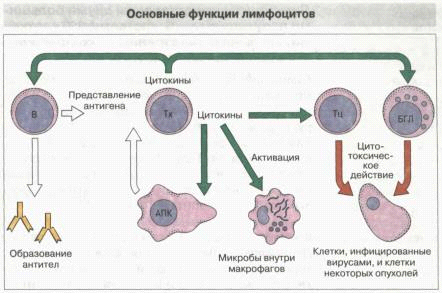 Основные функции лимфоцитов
Цитокины
Представление
антигена
В
Тх
Цитокины
Тц
БГЛ
Активация
Цито-
токсичес-
кое
действие
АПК
Образование
антител
Микробы внутри
макрофагов
Клетки, инфицированные
вирусами, и клетки
некоторых опухолей